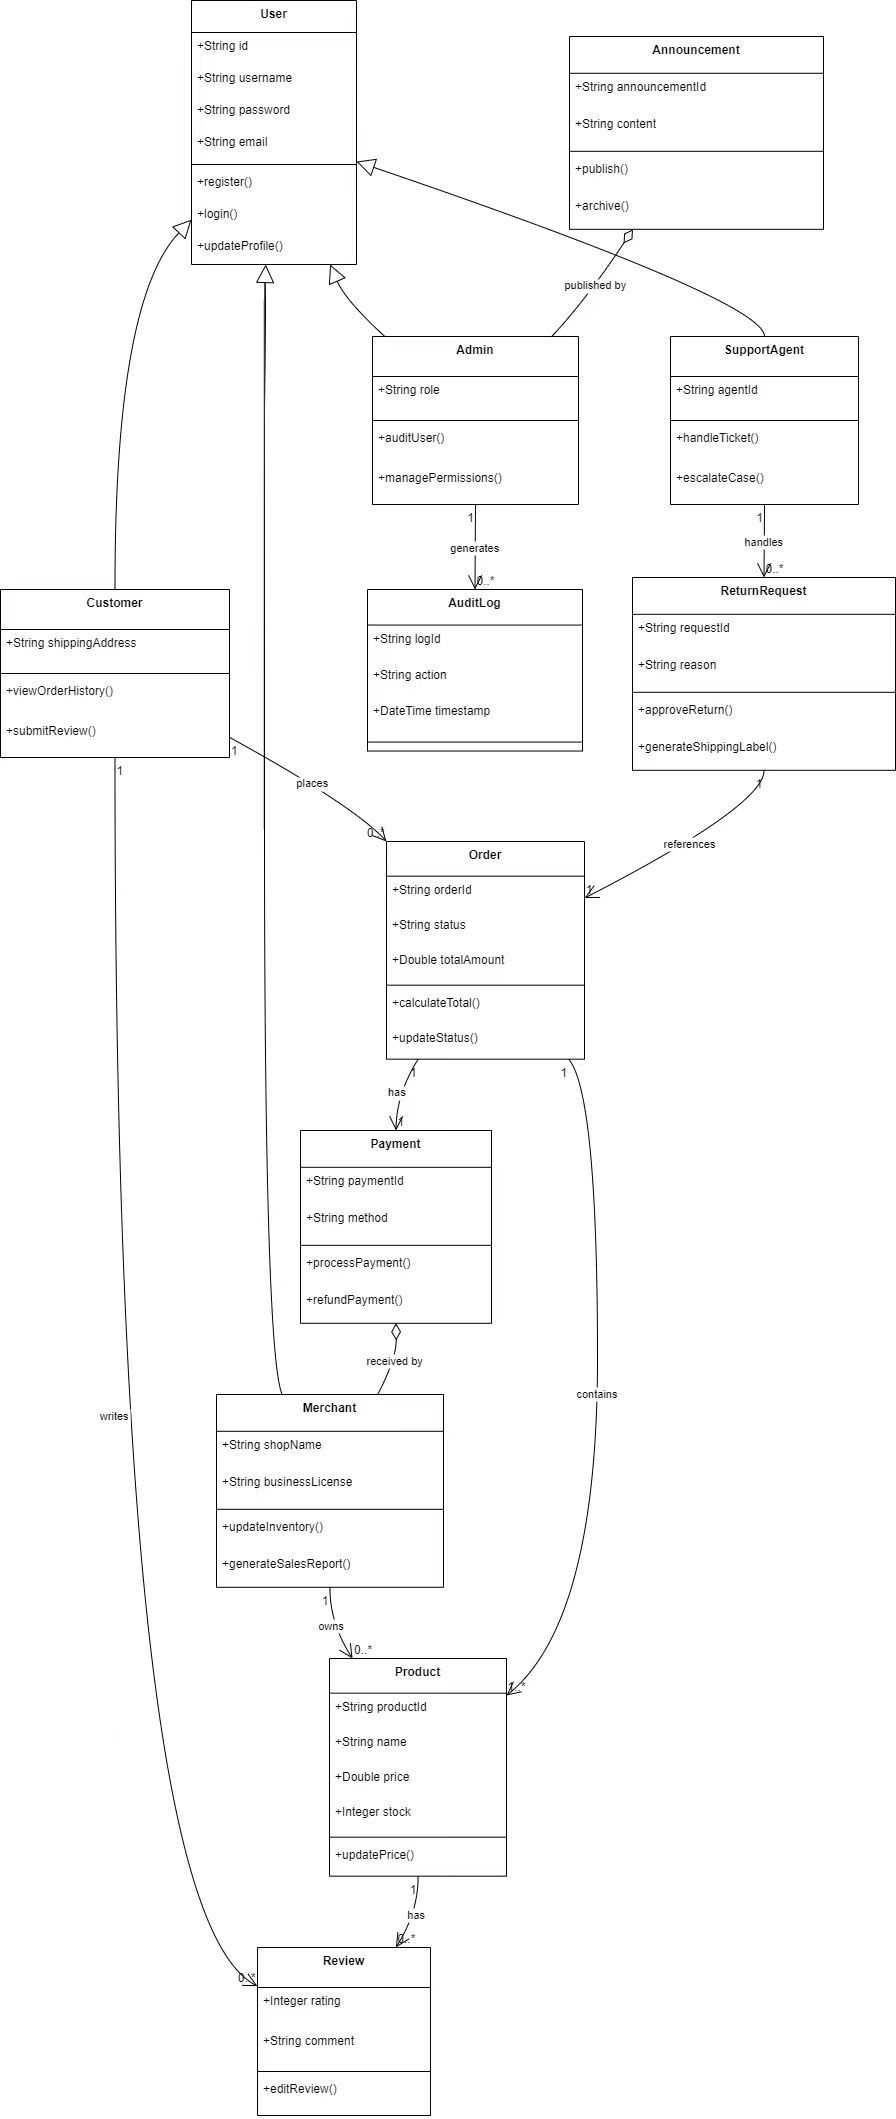 User
+String id
+String username
+String password
+String email
+register()
+login()
+updateProfile()
Announcement
+String announcementId
+String content
+publish()
+archive()
published by
Admin
+String role
+auditUser()
+managePermissions()
SupportAgent
+String agentId
+handleTicket()
+escalateCase()
1
generates
0..*
1
handles
0..*
Customer
+String shippingAddress
+viewOrderHistory()
+submitReview()
AuditLog
+String logId
+String action
+DateTime timestamp
ReturnRequest
+String requestId
+String reason
+approveReturn()
+generateShippingLabel()
1
places
0..*
1
1
references
1
Order
+String orderId
+String status
+Double totalAmount
+calculateTotal()
+updateStatus()
1
has
1
1
contains
1..*
Payment
+String paymentId
+String method
+processPayment()
+refundPayment()
received by
writes
Merchant
+String shopName
+String businessLicense
+updateInventory()
+generateSalesReport()
1
owns
0..*
Product
+String productId
+String name
+Double price
+Integer stock
+updatePrice()
1
has
0..*
0..*
Review
+Integer rating
+String comment
+editReview()